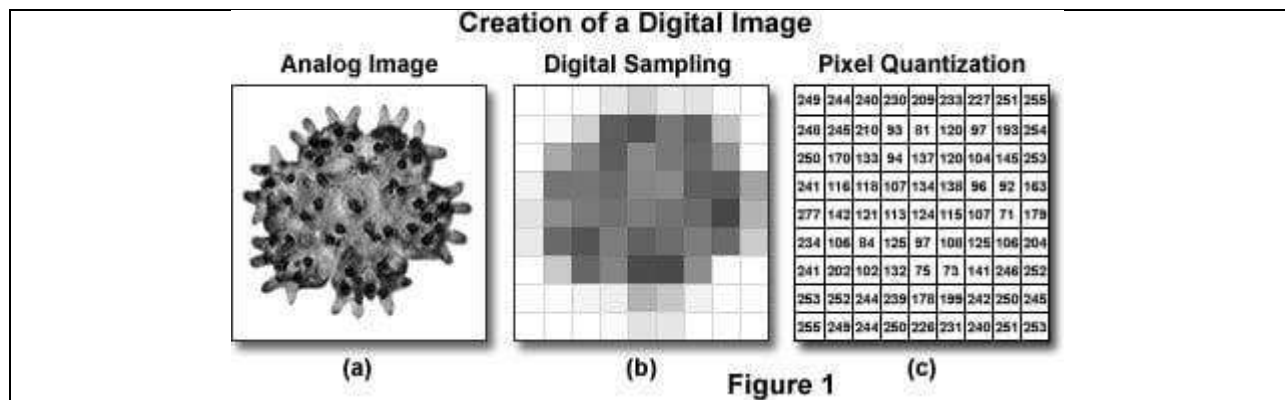 Creation of a Digital Image
Analog Image Digital Sampling Pixel Quantization
249 244 240 230 209 233 227 251 255
248 245 210 93 81 120 97 193 254
250 170 133 94 137 120 104 145 253
241 116 118 107 134 138 96 92 163
277 142 121 113 124 115 107 71 179
234 106 84 125 97 108 125 106 204
241 202 102 132 75 73 141 246 252
253 252 244 239 178 199 242 250 245
255 249 244 250 226 231 240 251 253
(a) (b) (c)
Figure 1